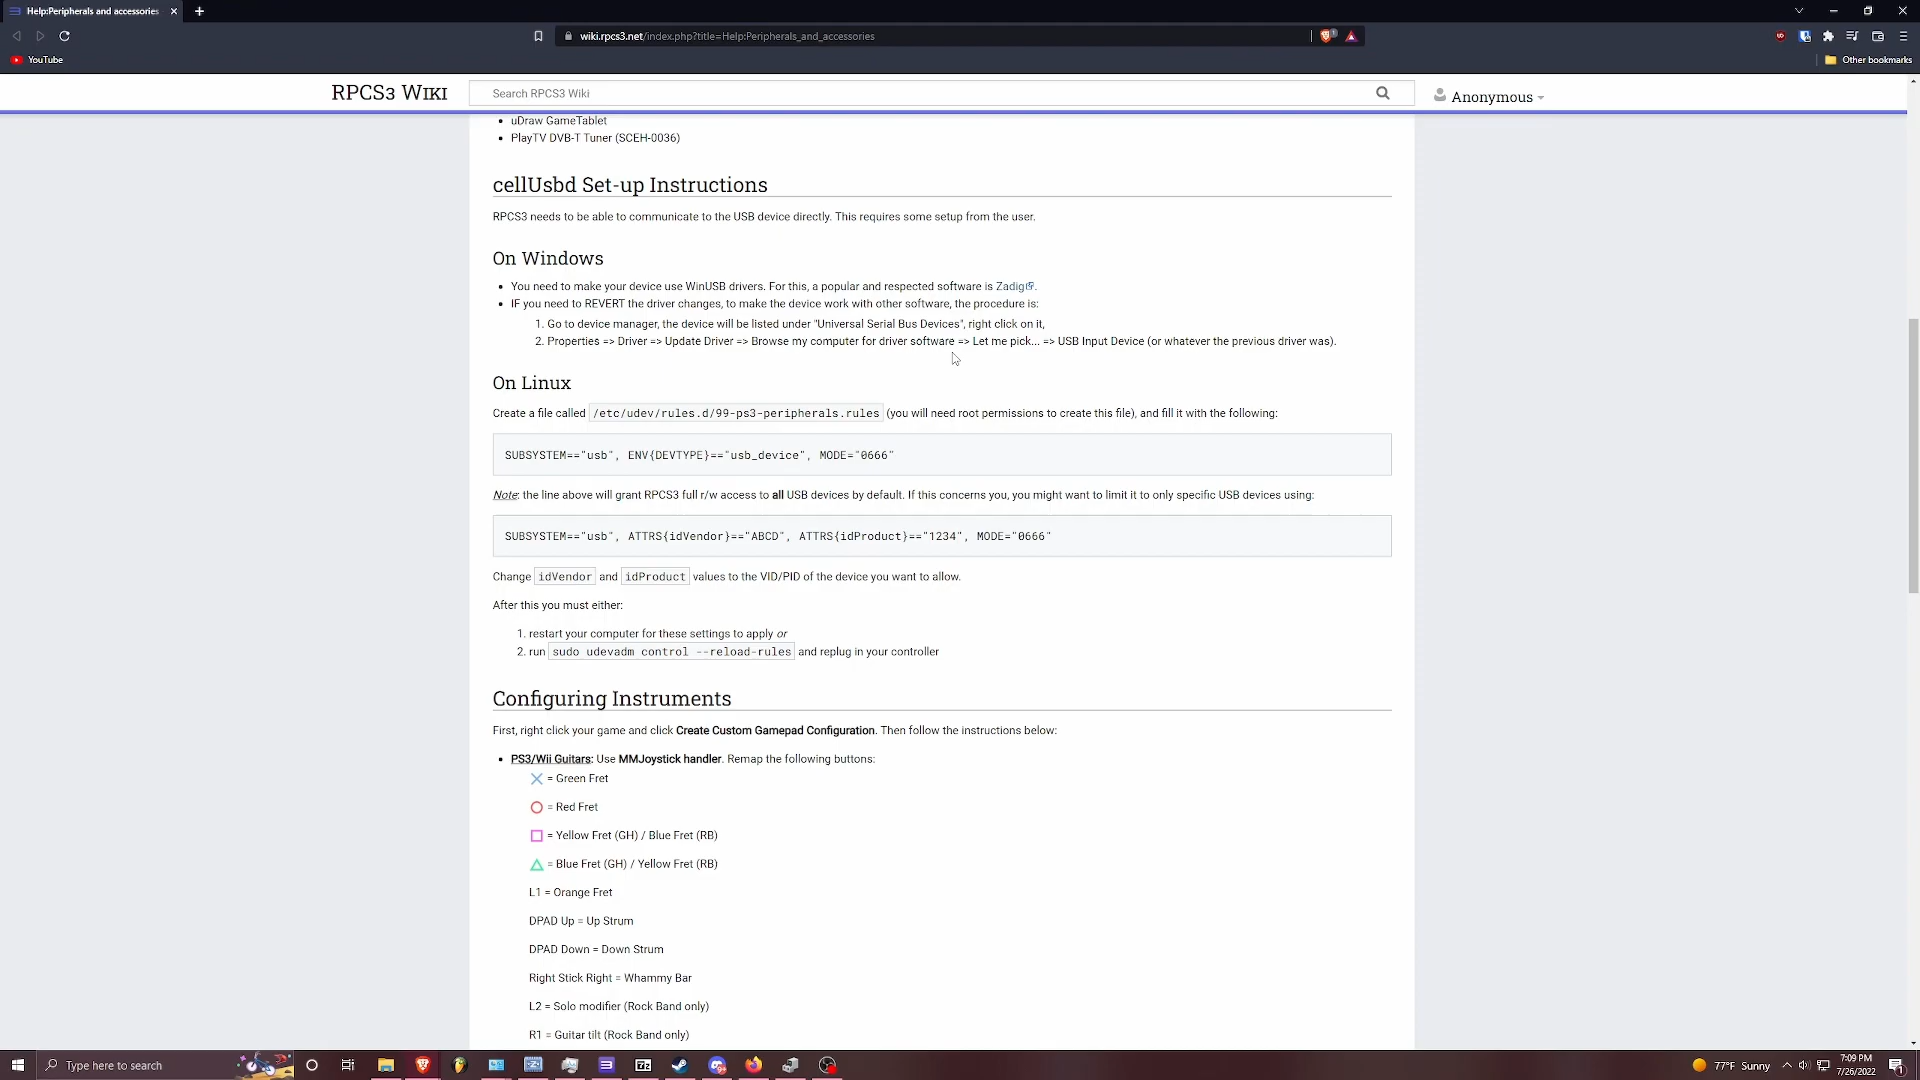 Help:Peripherals and accessories
wiki.rpcs3.net/index.php?title=Help:Peripherals_and_accessories
YouTube
Other bookmarks
RPCS3 Wiki
Search RPCS3 Wiki
Anonymous
uDraw GameTablet
PlayTV DVB-T Tuner (SCEH-0036)
cellUsbd Set-up Instructions
RPCS3 needs to be able to communicate to the USB device directly. This requires some setup from the user.
On Windows
You need to make your device use WinUSB drivers. For this, a popular and respected software is Zadig.
IF you need to REVERT the driver changes, to make the device work with other software, the procedure is:
1. Go to device manager, the device will be listed under "Universal Serial Bus Devices", right click on it,
2. Properties => Driver => Update Driver => Browse my computer for driver software => Let me pick... => USB Input Device (or whatever the previous driver was).
On Linux
Create a file called /etc/udev/rules.d/99-ps3-peripherals.rules (you will need root permissions to create this file), and fill it with the following:
SUBSYSTEM=="usb", ENV{DEVTYPE}=="usb_device", MODE="0666"
Note: the line above will grant RPCS3 full r/w access to all USB devices by default. If this concerns you, you might want to limit it to only specific USB devices using:
SUBSYSTEM=="usb", ATTRS{idVendor}=="ABCD", ATTRS{idProduct}=="1234", MODE="0666"
Change idVendor and idProduct values to the VID/PID of the device you want to allow.
After this you must either:
1. restart your computer for these settings to apply or
2. run sudo udevadm control --reload-rules and replug in your controller
Configuring Instruments
First, right click your game and click Create Custom Gamepad Configuration. Then follow the instructions below:
PS3/Wii Guitars: Use MMJoystick handler. Remap the following buttons:
= Green Fret
= Red Fret
= Yellow Fret (GH) / Blue Fret (RB)
= Blue Fret (GH) / Yellow Fret (RB)
L1 = Orange Fret
DPAD Up = Up Strum
DPAD Down = Down Strum
Right Stick Right = Whammy Bar
L2 = Solo modifier (Rock Band only)
R1 = Guitar tilt (Rock Band only)
Type here to search
77°F Sunny
7:09 PM
7/26/2022